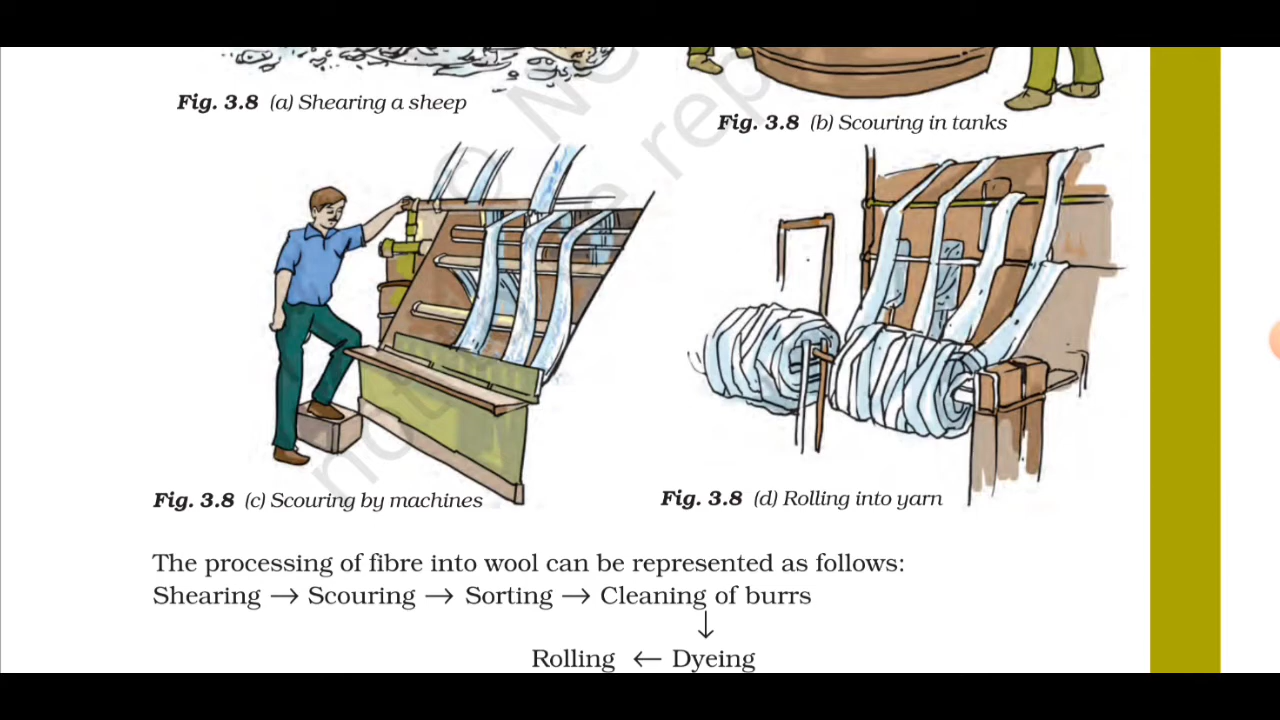 Fig. 3.8 (a) Shearing a sheep
Fig. 3.8 (b) Scouring in tanks
Fig. 3.8 (c) Scouring by machines
Fig. 3.8 (d) Rolling into yarn
The processing of fibre into wool can be represented as follows:
Shearing → Scouring → Sorting → Cleaning of burrs
↓
Rolling ← Dyeing